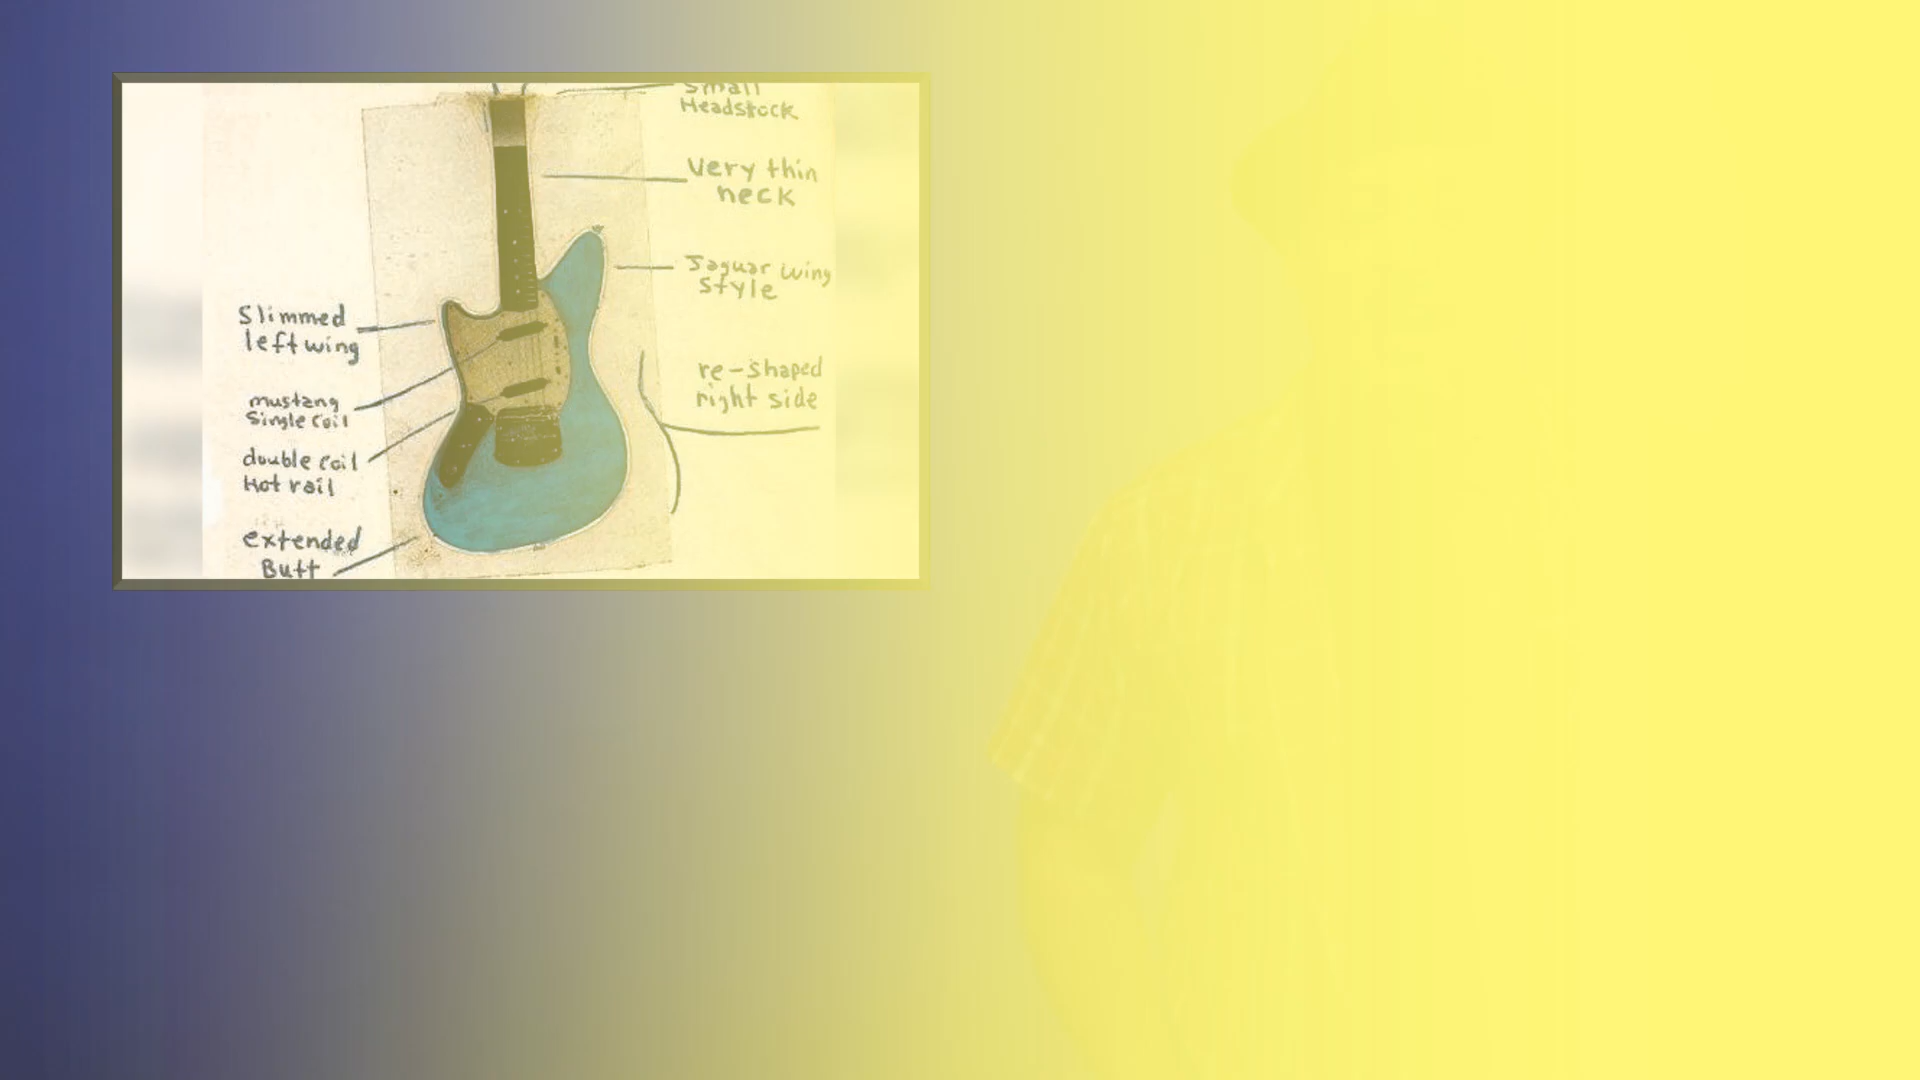 Small
Headstock
Very thin
neck
Jaguar wing
style
re-shaped
right side
Slimmed
left wing
mustang
Single coil
double coil
Hot rail
extended
Butt